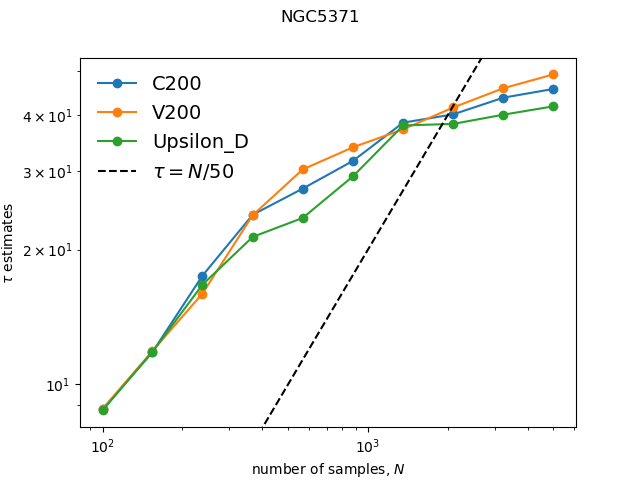 NGC5371
C200
V200
Upsilon_D
τ = N/50
4 × 10¹
3 × 10¹
2 × 10¹
10¹
τ estimates
10² 10³
number of samples, N